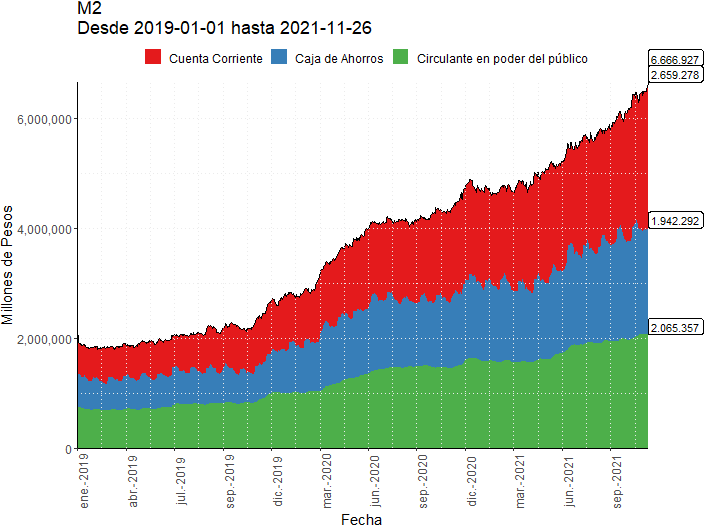 M2
Desde 2019-01-01 hasta 2021-11-26
Cuenta Corriente Caja de Ahorros Circulante en poder del público
6.666.927
2.659.278
6,000,000
1.942.292
4,000,000
2.065.357
2,000,000
0
Millones de Pesos
ene.-2019 abr.-2019 jul.-2019 sep.-2019 dic.-2019 mar.-2020 jun.-2020 sep.-2020 dic.-2020 mar.-2021 jun.-2021 sep.-2021
Fecha